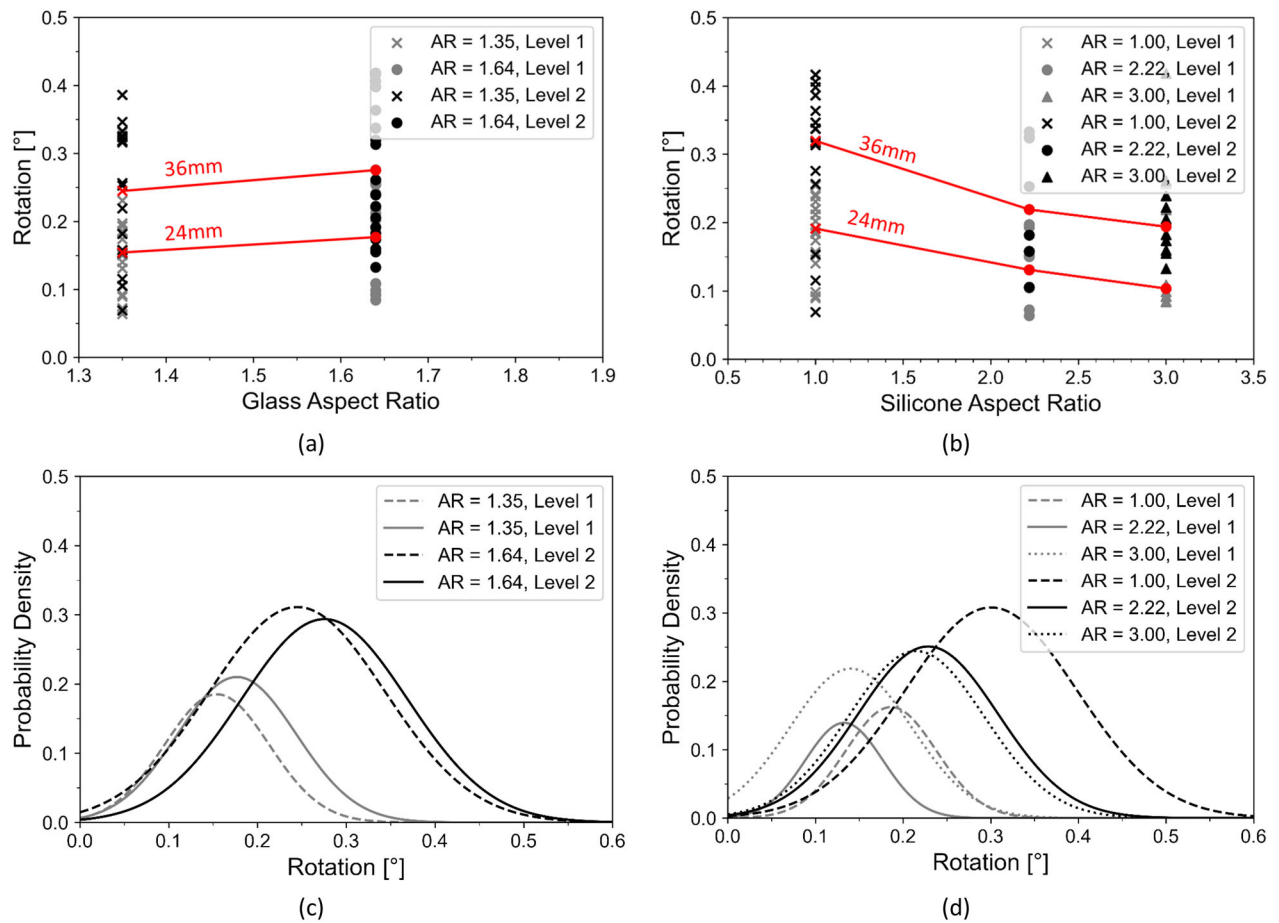 0.5
0.4
0.3
0.2
0.1
0.0
Rotation [°]
AR = 1.35, Level 1
AR = 1.64, Level 1
AR = 1.35, Level 2
AR = 1.64, Level 2
36mm
24mm
1.3 1.4 1.5 1.6 1.7 1.8 1.9
Glass Aspect Ratio
(a)
0.5
0.4
0.3
0.2
0.1
0.0
Rotation [°]
AR = 1.00, Level 1
AR = 2.22, Level 1
AR = 3.00, Level 1
AR = 1.00, Level 2
AR = 2.22, Level 2
AR = 3.00, Level 2
36mm
24mm
0.5 1.0 1.5 2.0 2.5 3.0 3.5
Silicone Aspect Ratio
(b)
0.5
0.4
0.3
0.2
0.1
0.0
Probability Density
AR = 1.35, Level 1
AR = 1.35, Level 1
AR = 1.64, Level 2
AR = 1.64, Level 2
0.0 0.1 0.2 0.3 0.4 0.5 0.6
Rotation [°]
(c)
0.5
0.4
0.3
0.2
0.1
0.0
Probability Density
AR = 1.00, Level 1
AR = 2.22, Level 1
AR = 3.00, Level 1
AR = 1.00, Level 2
AR = 2.22, Level 2
AR = 3.00, Level 2
0.0 0.1 0.2 0.3 0.4 0.5 0.6
Rotation [°]
(d)